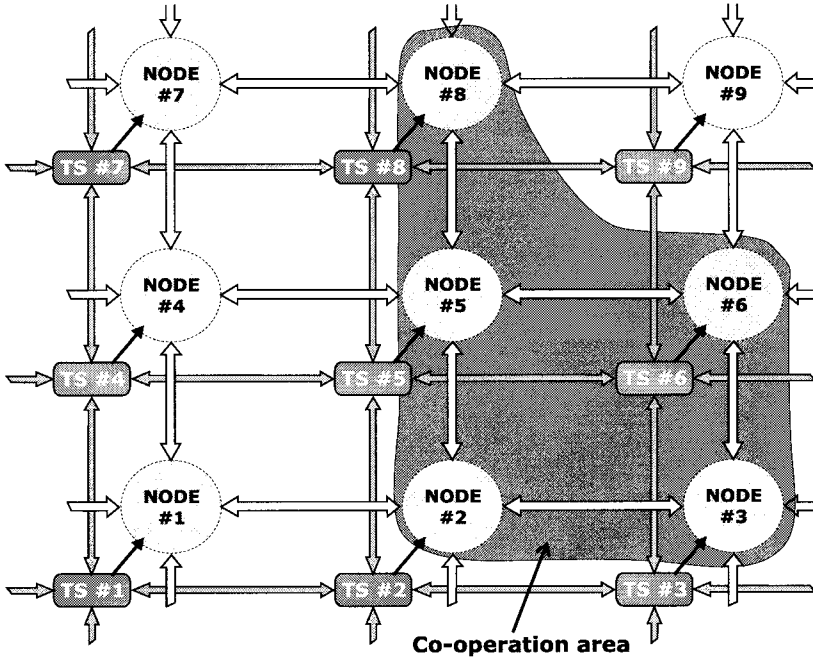 NODE
#7
NODE
#8
NODE
#9
TS #7
TS #8
TS #9
NODE
#4
NODE
#5
NODE
#6
TS #4
TS #5
TS #6
NODE
#1
NODE
#2
NODE
#3
TS #1
TS #2
TS #3
Co-operation area